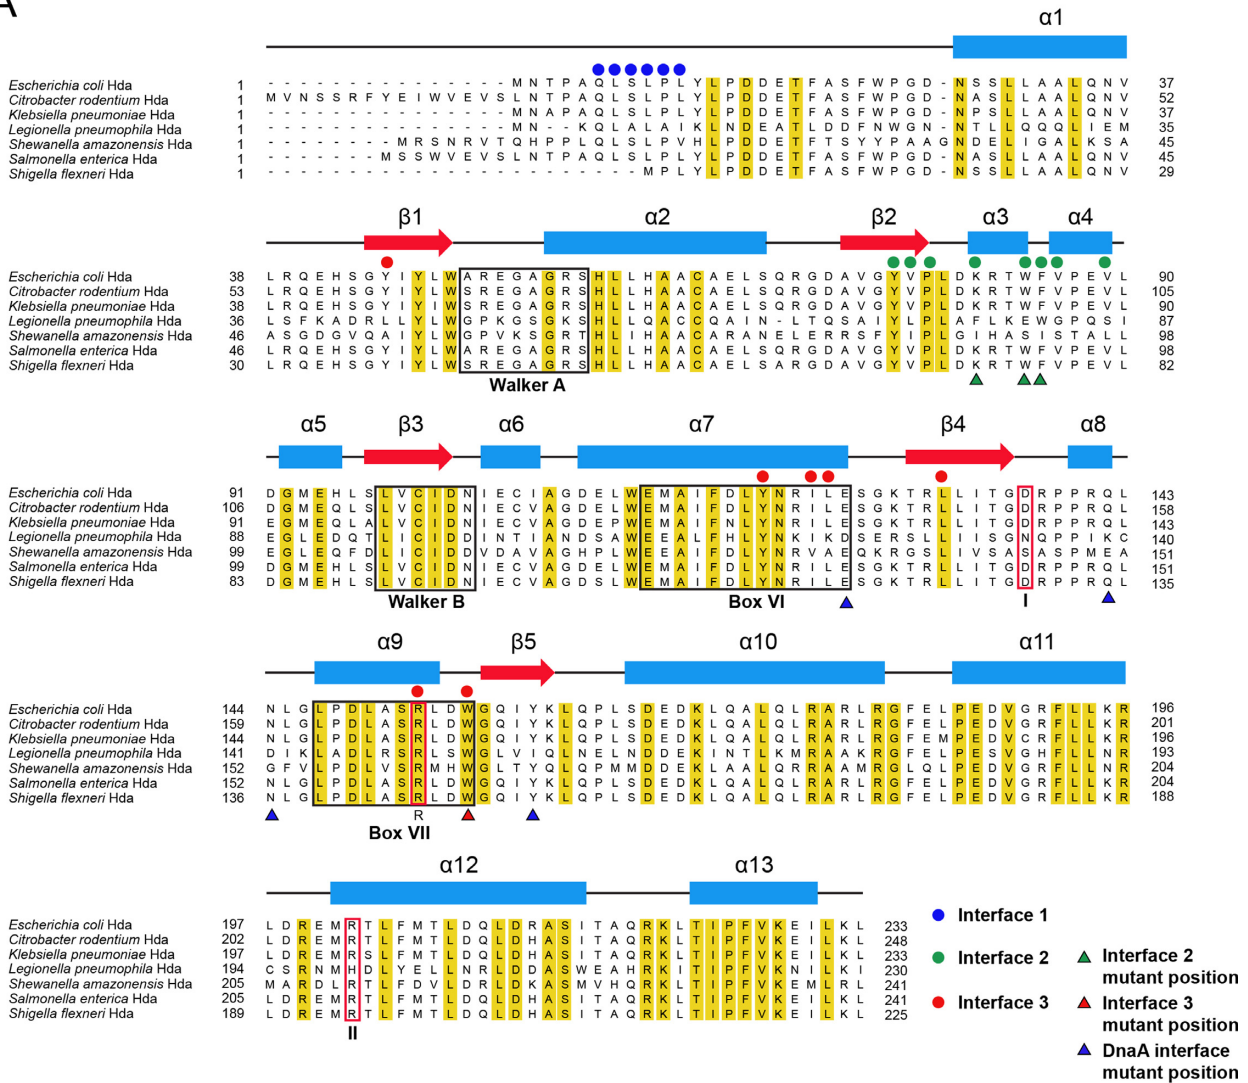 A
α1
Escherichia coli Hda 1 - - - - - - - - - - - - - - - M N T P A Q L S L P L Y L P D D E T F A S F W P G D - N S S L L A A L Q N V 37
Citrobacter rodentium Hda 1 M V N S S R F Y E I W V E V S L N T P A Q L S L P L Y L P D D E T F A S F W P G D - N A S L L A A L Q N V 52
Klebsiella pneumoniae Hda 1 - - - - - - - - - - - - - - - M N A P A Q L S L P L Y L P D D E T F A S F W P G D - N P S L L A A L Q N V 37
Legionella pneumophila Hda 1 - - - - - - - - - - - - - - - M N - - K Q L A L A I K L N D E A T L D D F N W G N - N T L L Q Q Q L I E M 35
Shewanella amazonensis Hda 1 - - - - - - - - M R S N R V T Q H P P L Q L S L P V H L P D D E T F T S Y Y P A A G N D E L I G A L K S A 45
Salmonella enterica Hda 1 - - - - - - - M S S W V E V S L N T P A Q L S L P L Y L P D D E T F A S F W P G D - N A S L L A A L Q N V 45
Shigella flexneri Hda 1 - - - - - - - - - - - - - - - - - - - - - - - M P L Y L P D D E T F A S F W P G D - N A S L L A A L Q N V 29
β1 α2 β2 α3 α4
Escherichia coli Hda 38 L R Q E H S G Y I Y L W A R E G A G R S H L L H A A C A E L S Q R G D A V G Y V P L D K R T W F V P E V L 90
Citrobacter rodentium Hda 53 L R Q E H S G Y I Y L W S R E G A G R S H L L H A A C A E L S Q R G D A V G Y V P L D K R T W F V P E V L 105
Klebsiella pneumoniae Hda 38 L R Q E H S G Y I Y L W S R E G A G R S H L L H A A C A E L S Q R G D A V G Y V P L D K R T W F V P E V L 90
Legionella pneumophila Hda 36 L S F K A D R L L Y L W G P K G S G K S H L L Q A C C Q A I N - L T Q S A I Y L P L A F L K E W G P Q S I 87
Shewanella amazonensis Hda 46 A S G D G V Q A I Y L W G P V K S G R T H L I H A A C A R A N E L E R R S F Y I P L G I H A S I S T A L L 98
Salmonella enterica Hda 46 L R Q E H S G Y I Y L W A R E G A G R S H L L H A A C A E L S Q R G D A V G Y V P L D K R T W F V P E V L 98
Shigella flexneri Hda 30 L R Q E H S G Y I Y L W S R E G A G R S H L L H A A C A E L S A R G D A V G Y V P L D K R T W F V P E V L 82
Walker A
α5 β3 α6 α7 β4 α8
Escherichia coli Hda 91 D G M E H L S L V C I D N I E C I A G D E L W E M A I F D L Y N R I L E S G K T R L L I T G D R P P R Q L 143
Citrobacter rodentium Hda 106 D G M E Q L S L V C I D N I E C V A G D E L W E M A I F D L Y N R I L E S G K T R L L I T G D R P P R Q L 158
Klebsiella pneumoniae Hda 91 E G M E Q L A L V C I D N I E C V A G D E P W E M A I F N L Y N R I L E S G K T R L L I T G D R P P R Q L 143
Legionella pneumophila Hda 88 E G L E D Q T L I C I D D I N T I A N D S A W E E A L F H L Y N K I K D S E R S L L I I S G N Q P P I K C 140
Shewanella amazonensis Hda 99 E G L E Q F D L I C I D D V D A V A G H P L W E E A I F D L Y N R V A E Q K R G S L I V S A S A S P M E A 151
Salmonella enterica Hda 99 D G M E H L S L V C I D N I E C V A G D E L W E M A I F D L Y N R I L E S G K T R L L I T G D R P P R Q L 151
Shigella flexneri Hda 83 D G M E H L S L V C I D N I E C V A G D S L W E M A I F D L Y N R I L E S G K T R L L I T G D R P P R Q L 135
Walker B Box VI I
α9 β5 α10 α11
Escherichia coli Hda 144 N L G L P D L A S R L D W G Q I Y K L Q P L S D E D K L Q A L Q L R A R L R G F E L P E D V G R F L L K R 196
Citrobacter rodentium Hda 159 N L G L P D L A S R L D W G Q I Y K L Q P L S D E D K L Q A L Q L R A R L R G F E L P E D V G R F L L K R 201
Klebsiella pneumoniae Hda 144 N L G L P D L A S R L D W G Q I Y K L Q P L S D E D K L Q A L Q L R A R L R G F E M P E D V C R F L L K R 196
Legionella pneumophila Hda 141 D I K L A D L R S R L S W G L V I Q L N E L N D D E K I N T L K M R A A K R G F E L P E S V G H F L L N R 193
Shewanella amazonensis Hda 152 G F V L P D L V S R M H W G L T Y Q L Q P M M D D E K L A A L Q R R A A M R G L Q L P E D V G R F L L N R 204
Salmonella enterica Hda 152 N L G L P D L A S R L D W G Q I Y K L Q P L S D E D K L Q A L Q L R A R L R G F E L P E D V G R F L L K R 204
Shigella flexneri Hda 136 N L G L P D L A S R L D W G Q I Y K L Q P L S D E D K L Q A L Q L R A R L R G F E L P E D V G R F L L K R 188
R
Box VII
α12 α13
Escherichia coli Hda 197 L D R E M R T L F M T L D Q L D R A S I T A Q R K L T I P F V K E I L K L 233
Citrobacter rodentium Hda 202 L D R E M R T L F M T L D Q L D H A S I T A Q R K L T I P F V K E I L K L 248
Klebsiella pneumoniae Hda 197 L D R E M R S L F M T L D Q L D H A S I T A Q R K L T I P F V K E I L K L 233
Legionella pneumophila Hda 194 C S R N M H D L Y E L L N R L D D A S W E A H R K I T I P F V K N I L K I 230
Shewanella amazonensis Hda 205 M A R D L R T L F D V L D R L D K A S M V H Q R K L T I P F V K E M L R L 241
Salmonella enterica Hda 205 L D R E M R T L F M T L D Q L D H A S I T A Q R K L T I P F V K E I L K L 241
Shigella flexneri Hda 189 L D R E M R T L F M T L D Q L D H A S I T A Q R K L T I P F V K E I L K L 225
II
Interface 1
Interface 2
Interface 3
Interface 2
mutant position
Interface 3
mutant position
DnaA interface
mutant position